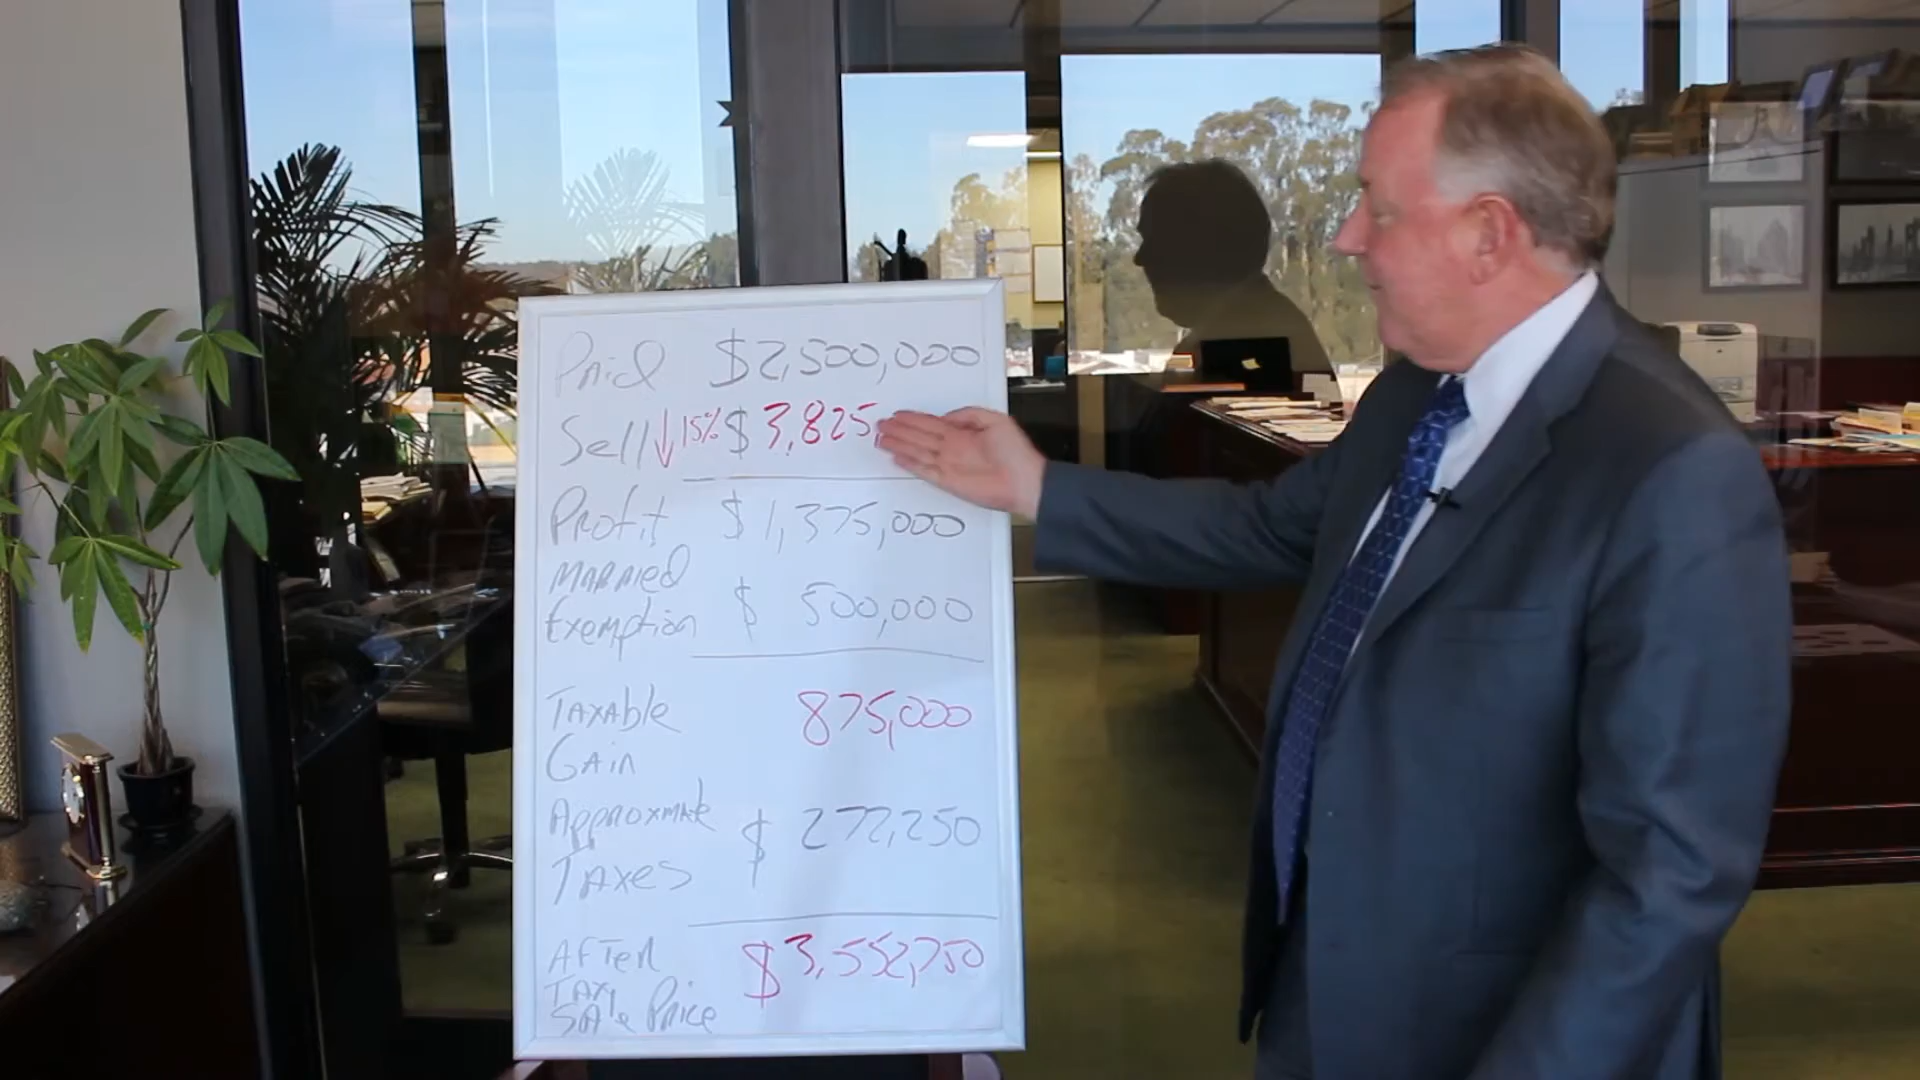 Paid $2,500,000
Sell ↓ 15% $3,825,
Profit $1,375,000
MARRied
Exemption $ 500,000
TAXAble 875,000
GAin
Approxmate $ 272,250
TAXes
AfTeR $3,552,750
TAX
SAle Price